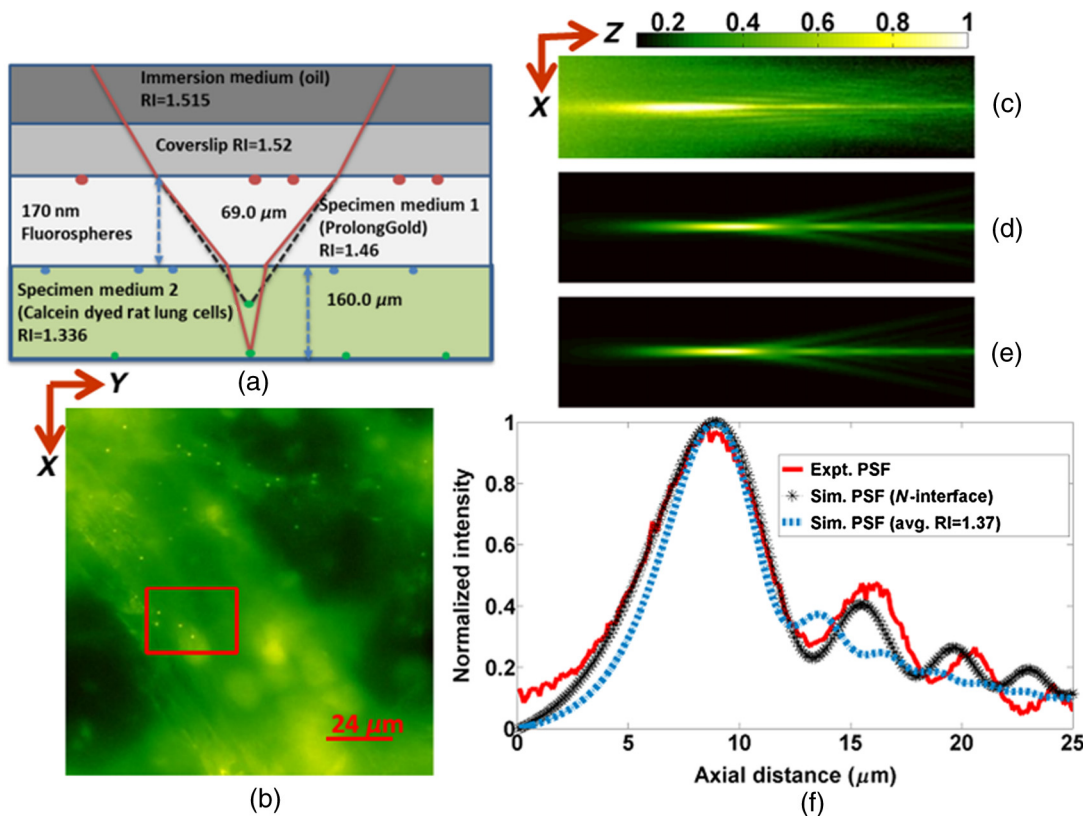 Immersion medium (oil)
RI=1.515
Coverslip RI=1.52
170 nm
Fluorospheres
69.0 μm
Specimen medium 1
(ProlongGold)
RI=1.46
Specimen medium 2
(Calcein dyed rat lung cells)
RI=1.336
160.0 μm
(a)
Y
X
24 μm
(b)
Z
X
0.2 0.4 0.6 0.8 1
(c)
(d)
(e)
Normalized intensity
1
0.8
0.6
0.4
0.2
0
Expt. PSF
Sim. PSF (N-interface)
Sim. PSF (avg. RI=1.37)
0 5 10 15 20 25
Axial distance (μm)
(f)